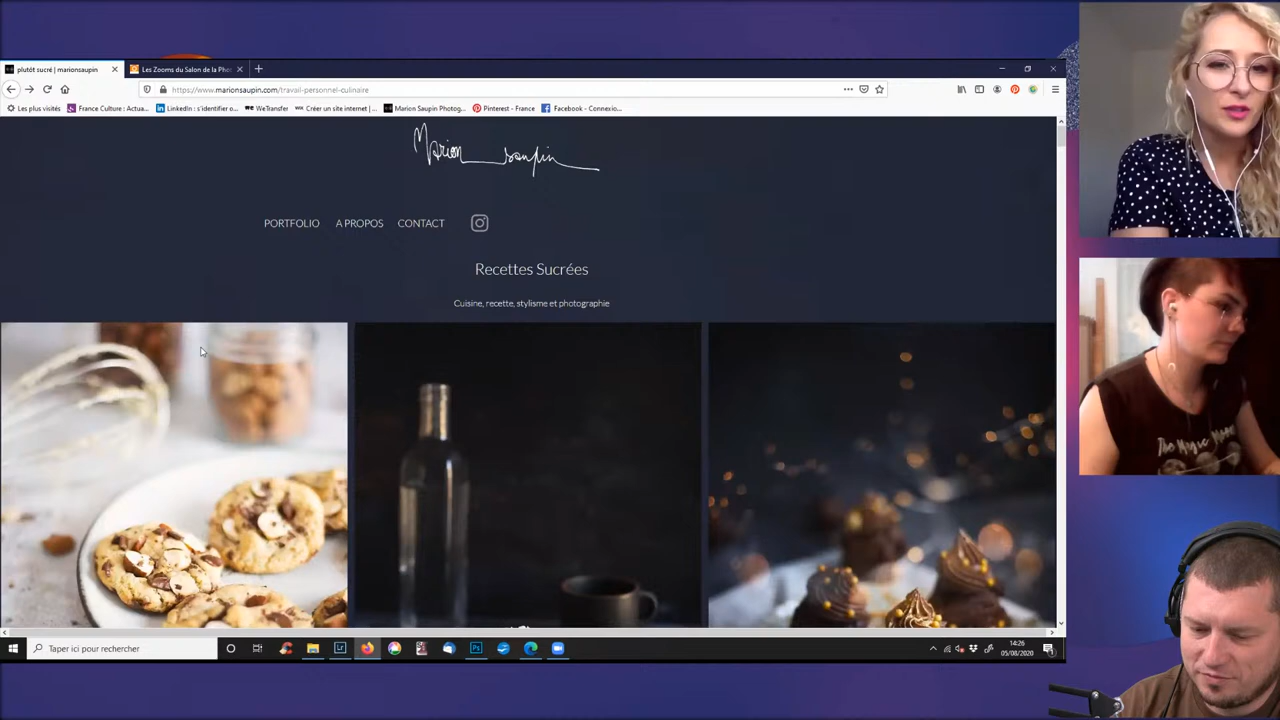 plutôt sucré | marionsaupin
Les Zooms du Salon de la Phot
https://www.marionsaupin.com/travail-personnel-culinaire
Les plus visités
France Culture : Actua...
LinkedIn : s'identifier o...
WeTransfer
WIX Créer un site internet |...
Marion Saupin Photog...
Pinterest - France
Facebook - Connexio...
Marion saupin
PORTFOLIO
A PROPOS
CONTACT
Recettes Sucrées
Cuisine, recette, stylisme et photographie
Taper ici pour rechercher
14:26
05/08/2020